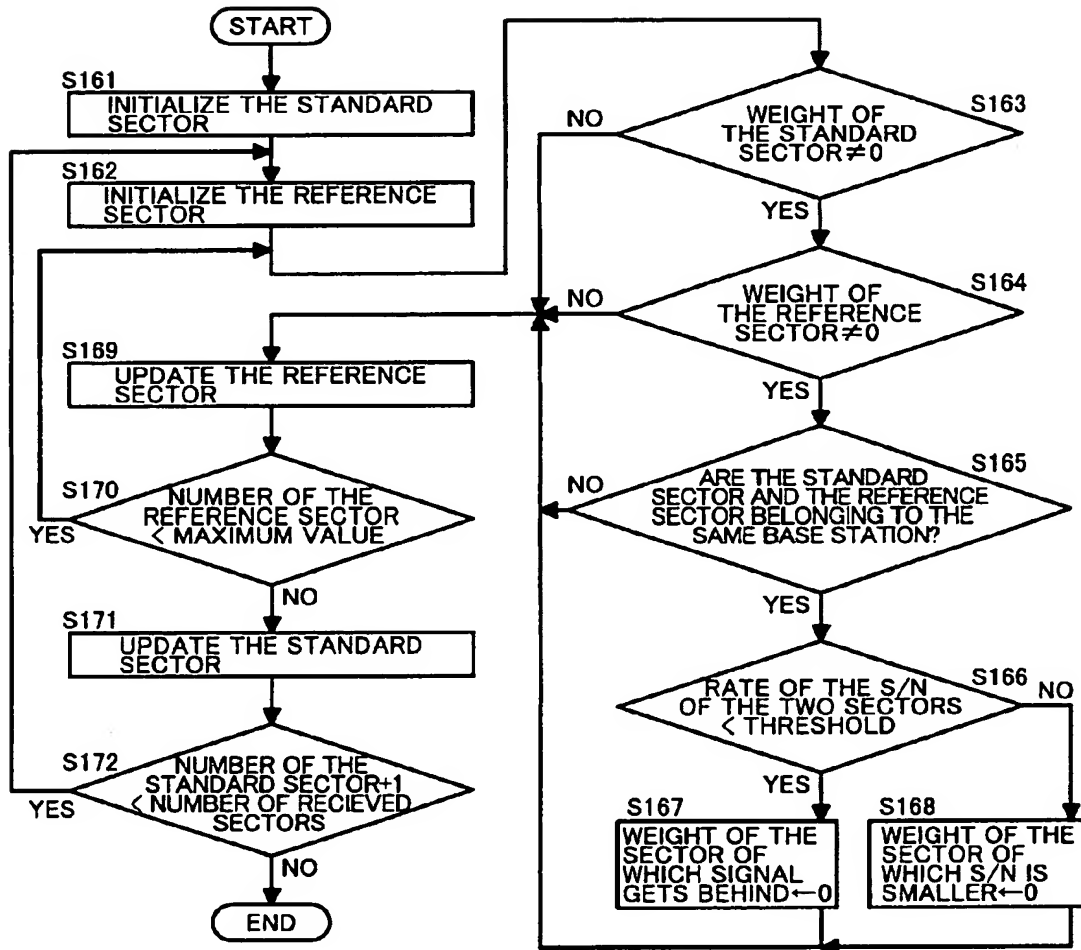 START
S161
INITIALIZE THE STANDARD
SECTOR
S162
INITIALIZE THE REFERENCE
SECTOR
S169
UPDATE THE REFERENCE
SECTOR
S170
NUMBER OF THE
REFERENCE SECTOR
< MAXIMUM VALUE
YES
NO
S171
UPDATE THE STANDARD
SECTOR
S172
NUMBER OF THE
STANDARD SECTOR+1
< NUMBER OF RECIEVED
SECTORS
YES
NO
END
S163
WEIGHT OF
THE STANDARD
SECTOR≠0
NO
YES
S164
WEIGHT OF
THE REFERENCE
SECTOR≠0
NO
YES
S165
ARE THE STANDARD
SECTOR AND THE REFERENCE
SECTOR BELONGING TO THE
SAME BASE STATION?
NO
YES
S166
RATE OF THE S/N
OF THE TWO SECTORS
< THRESHOLD
NO
YES
S167
WEIGHT OF THE
SECTOR OF
WHICH SIGNAL
GETS BEHIND←0
S168
WEIGHT OF THE
SECTOR OF
WHICH S/N IS
SMALLER←0